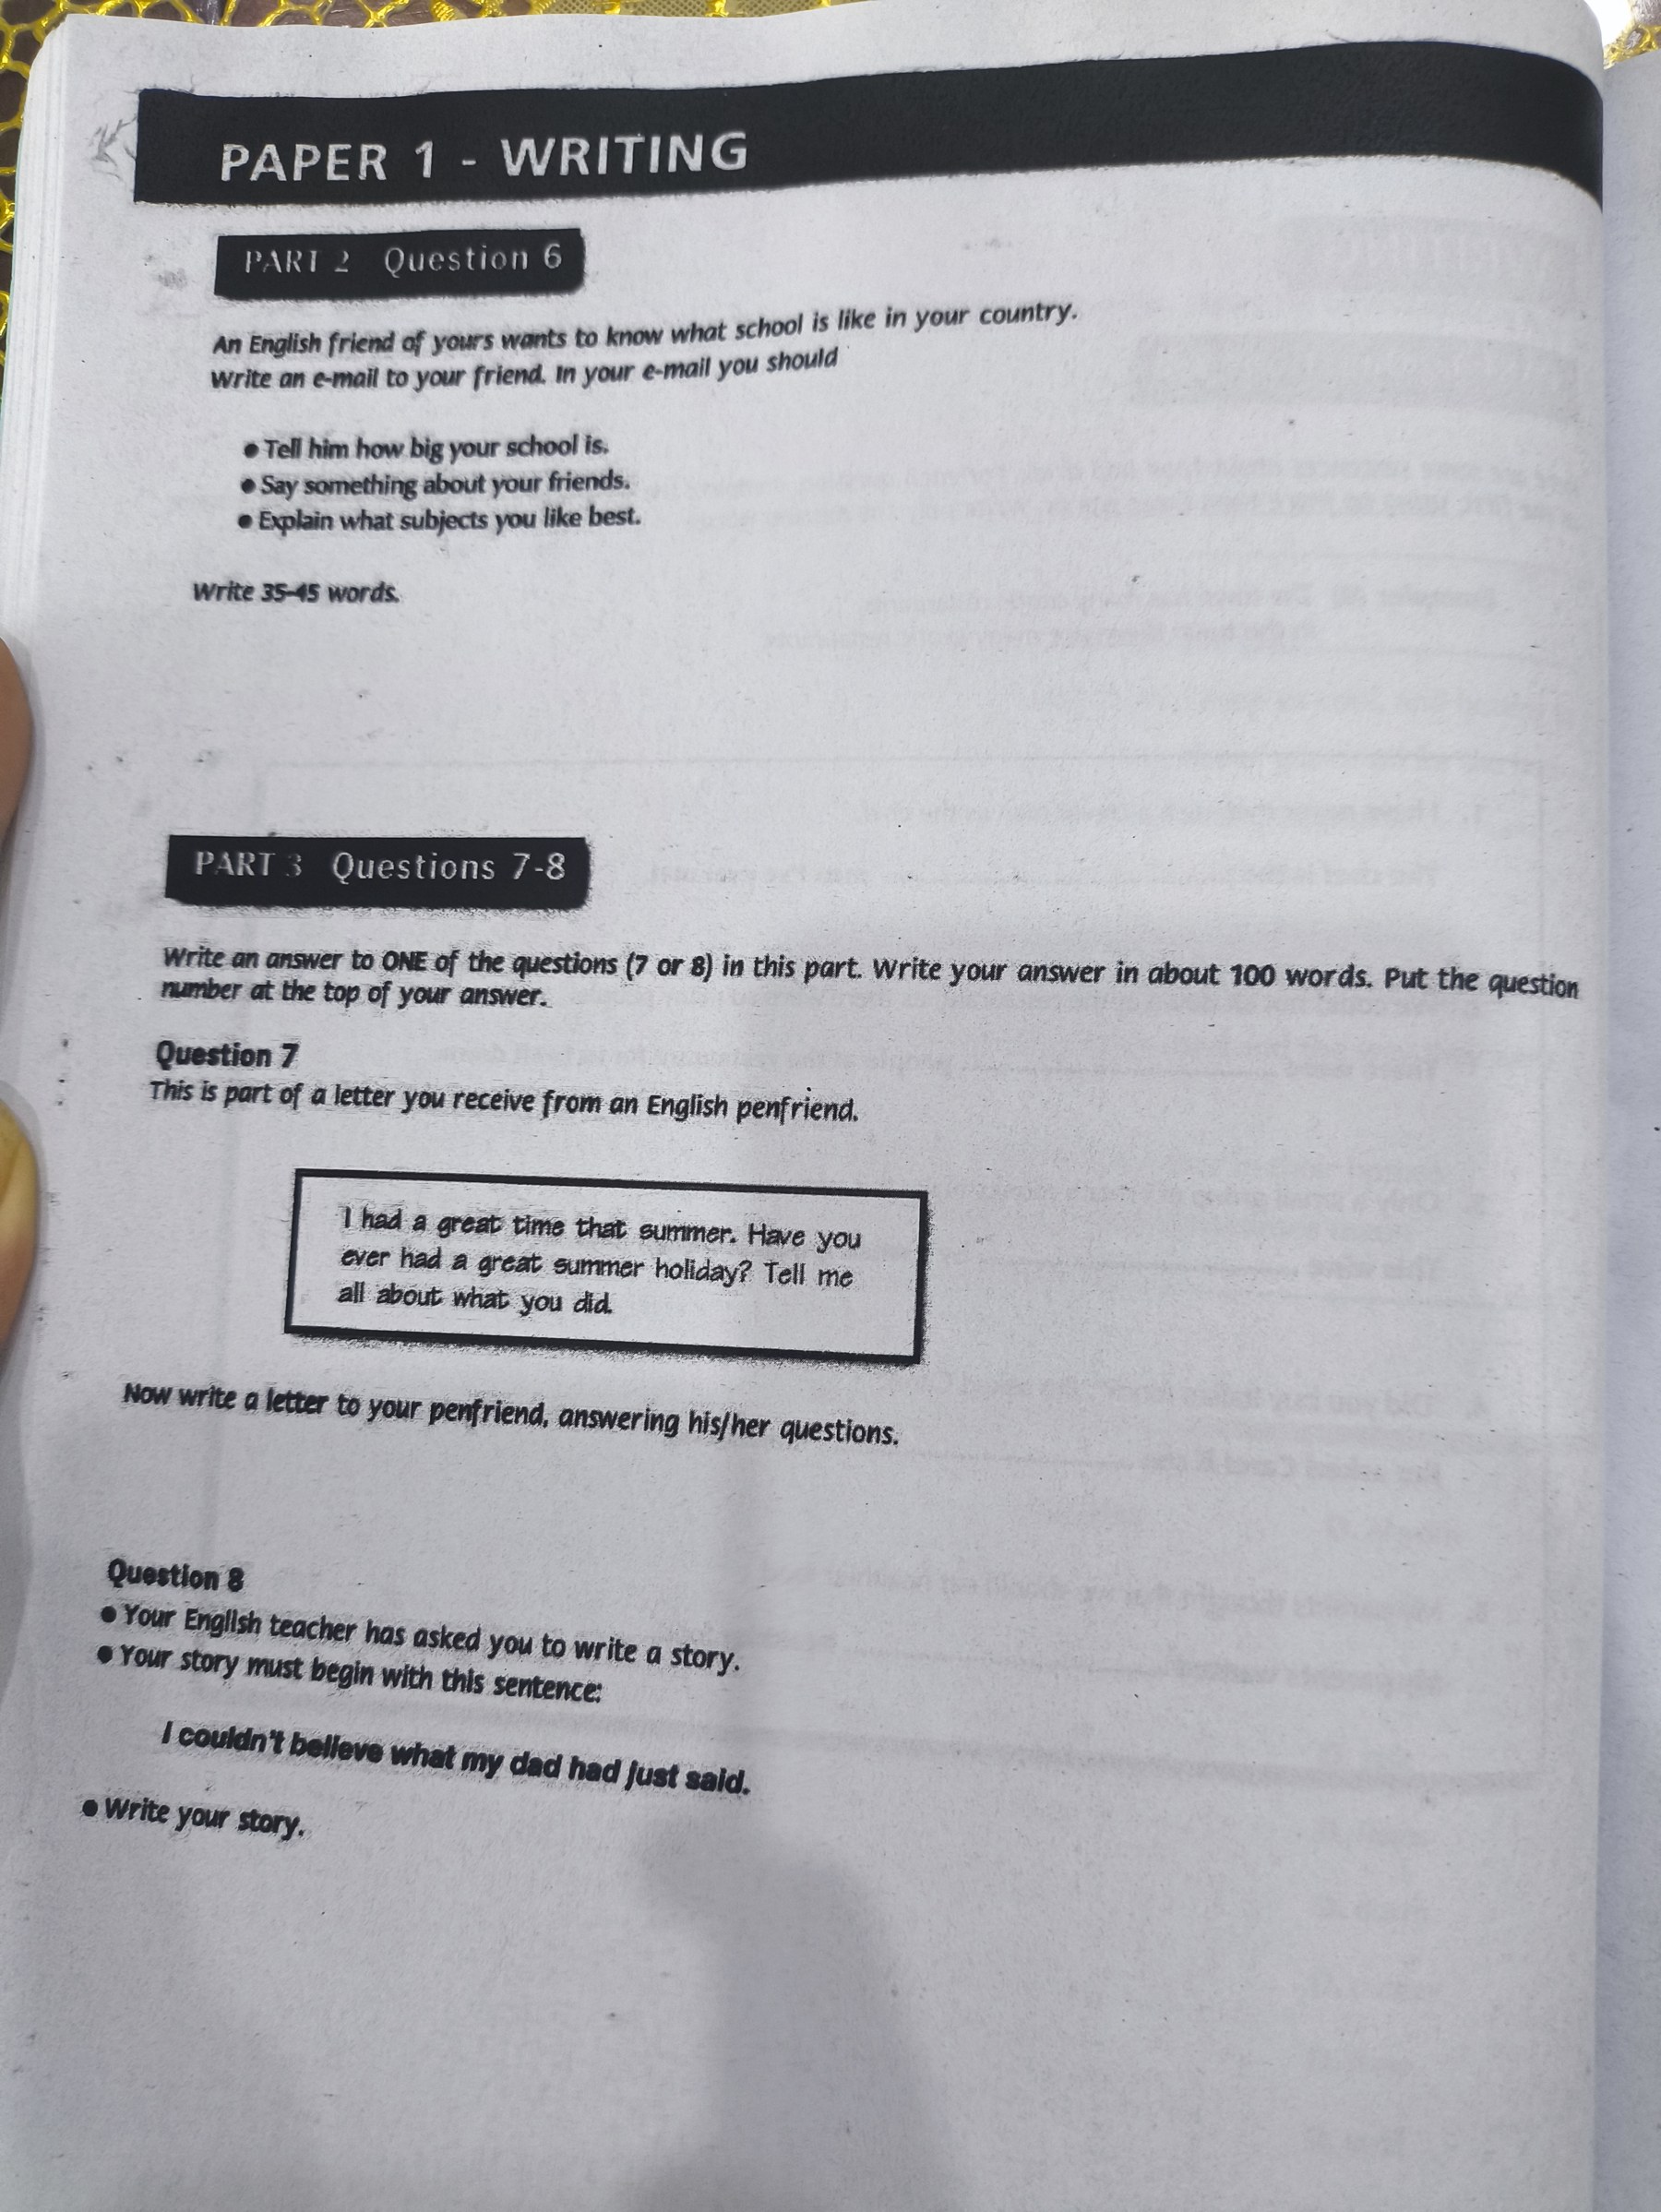 PAPER 1 - WRITING
PART 2 Question 6
An English friend of yours wants to know what school is like in your country.
Write an e-mail to your friend. In your e-mail you should
● Tell him how big your school is.
● Say something about your friends.
● Explain what subjects you like best.
Write 35-45 words.
PART 3 Questions 7-8
Write an answer to ONE of the questions (7 or 8) in this part. Write your answer in about 100 words. Put the question
number at the top of your answer.
Question 7
This is part of a letter you receive from an English penfriend.
I had a great time that summer. Have you
ever had a great summer holiday? Tell me
all about what you did.
Now write a letter to your penfriend, answering his/her questions.
Question 8
● Your English teacher has asked you to write a story.
● Your story must begin with this sentence:
I couldn't believe what my dad had just said.
● Write your story.